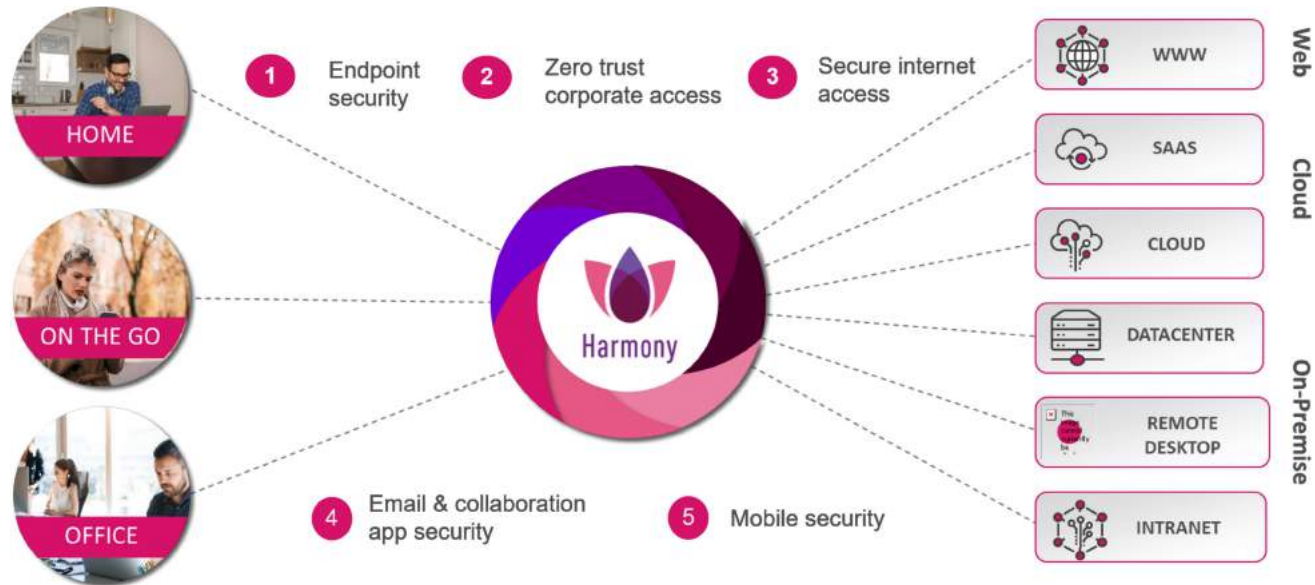 HOME
ON THE GO
OFFICE
1
Endpoint
security
2
Zero trust
corporate access
3
Secure internet
access
Harmony
4
Email & collaboration
app security
5
Mobile security
WWW
SAAS
CLOUD
DATACENTER
REMOTE
DESKTOP
INTRANET
Web
Cloud
On-Premise